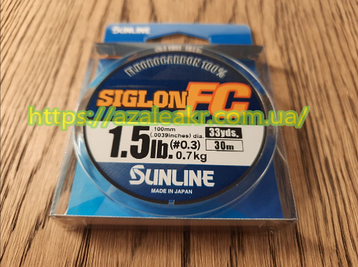 SUNLINE
FLUOROCARBON 100%
SIGLON FC
https://azaleakr.com.ua/
.100mm
(.0039inches) dia.
1.5lb. (#0.3)
0.7kg
33yds.
30m
SUNLINE
MADE IN JAPAN